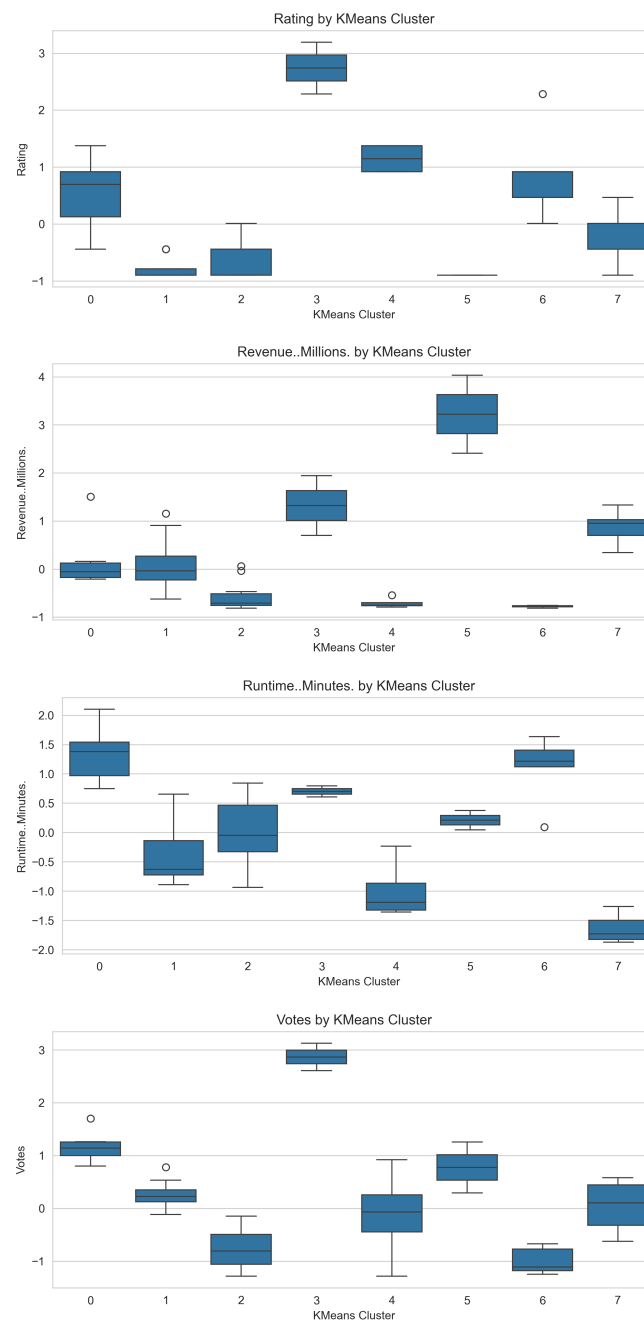 Rating by KMeans Cluster
3
2
1
0
−1
Rating
0 1 2 3 4 5 6 7
KMeans Cluster
Revenue..Millions. by KMeans Cluster
4
3
2
1
0
−1
Revenue..Millions.
0 1 2 3 4 5 6 7
KMeans Cluster
Runtime..Minutes. by KMeans Cluster
2.0
1.5
1.0
0.5
0.0
−0.5
−1.0
−1.5
−2.0
Runtime..Minutes.
0 1 2 3 4 5 6 7
KMeans Cluster
Votes by KMeans Cluster
3
2
1
0
−1
Votes
0 1 2 3 4 5 6 7
KMeans Cluster